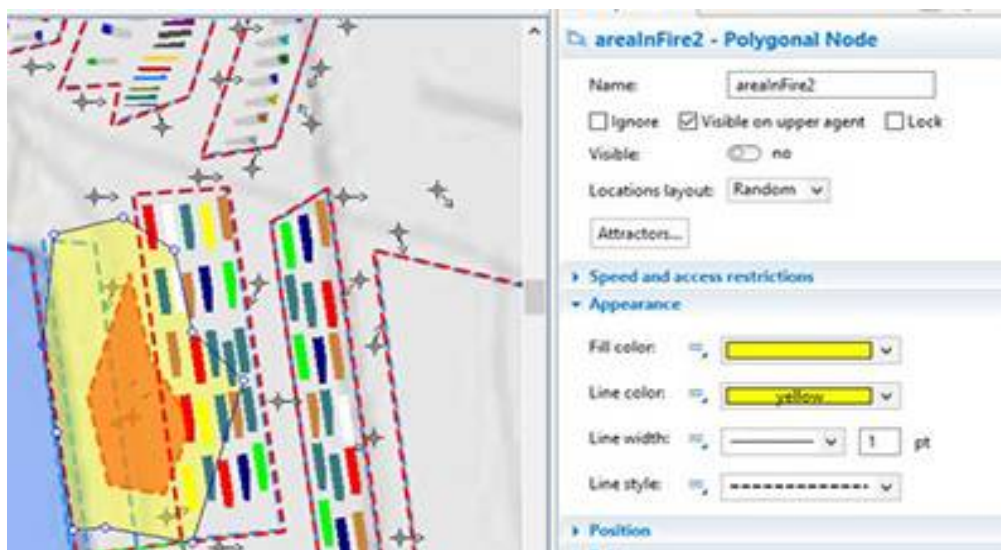 areaInFire2 - Polygonal Node
Name: areaInFire2
Ignore Visible on upper agent Lock
Visible: no
Locations layout: Random
Attractors...
Speed and access restrictions
Appearance
Fill color:
Line color: yellow
Line width: 1 pt
Line style:
Position